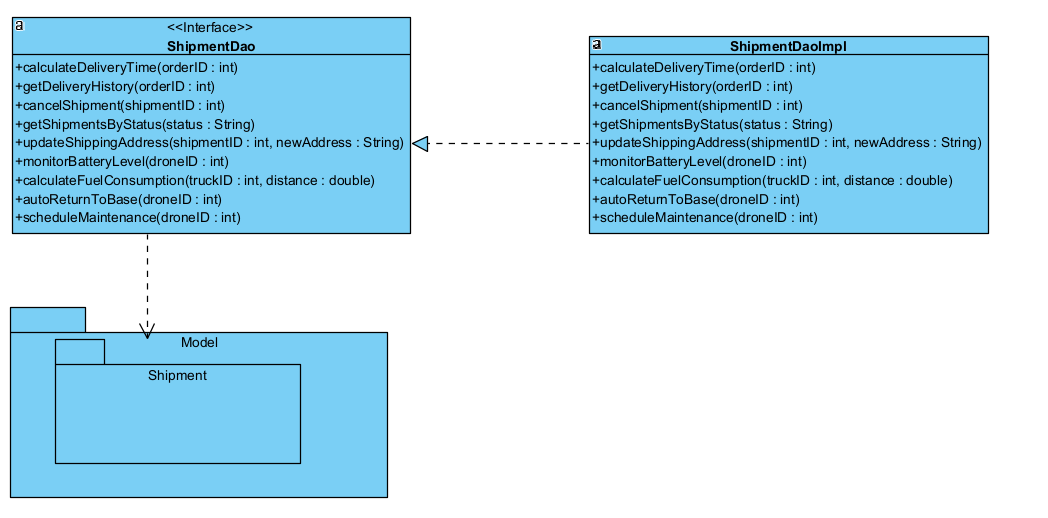 a
<<Interface>>
ShipmentDao
+calculateDeliveryTime(orderID : int)
+getDeliveryHistory(orderID : int)
+cancelShipment(shipmentID : int)
+getShipmentsByStatus(status : String)
+updateShippingAddress(shipmentID : int, newAddress : String)
+monitorBatteryLevel(droneID : int)
+calculateFuelConsumption(truckID : int, distance : double)
+autoReturnToBase(droneID : int)
+scheduleMaintenance(droneID : int)
a
ShipmentDaoImpl
+calculateDeliveryTime(orderID : int)
+getDeliveryHistory(orderID : int)
+cancelShipment(shipmentID : int)
+getShipmentsByStatus(status : String)
+updateShippingAddress(shipmentID : int, newAddress : String)
+monitorBatteryLevel(droneID : int)
+calculateFuelConsumption(truckID : int, distance : double)
+autoReturnToBase(droneID : int)
+scheduleMaintenance(droneID : int)
Model
Shipment